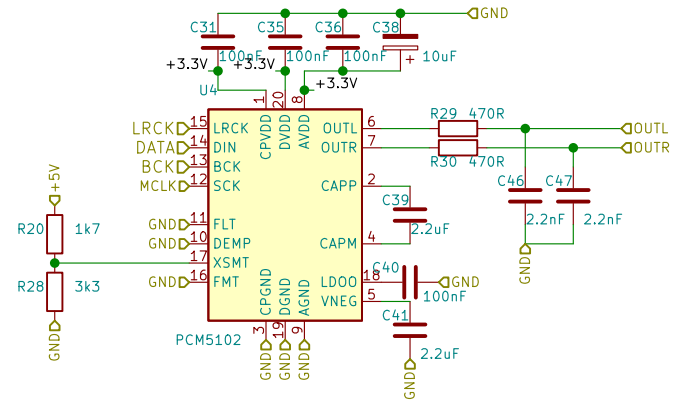 C31 C35 C36 C38 GND
100nF 100nF 100nF 10uF
+3.3V +3.3V +3.3V
U4
1 20 8
CPVDD DVDD AVDD
LRCK 15 LRCK OUTL 6 R29 470R OUTL
DATA 14 DIN OUTR 7 R30 470R OUTR
BCK 13 BCK
MCLK 12 SCK CAPP 2 C46 C47
+5V C39
2.2uF 2.2nF 2.2nF
GND 11 FLT
R20 1k7 GND 10 DEMP CAPM 4
GND
17 XSMT C40
R28 3k3 GND 16 FMT LDOO 18 GND
100nF
VNEG 5
C41
CPGND DGND AGND
3 19 9
PCM5102 2.2uF
GND GND GND GND GND